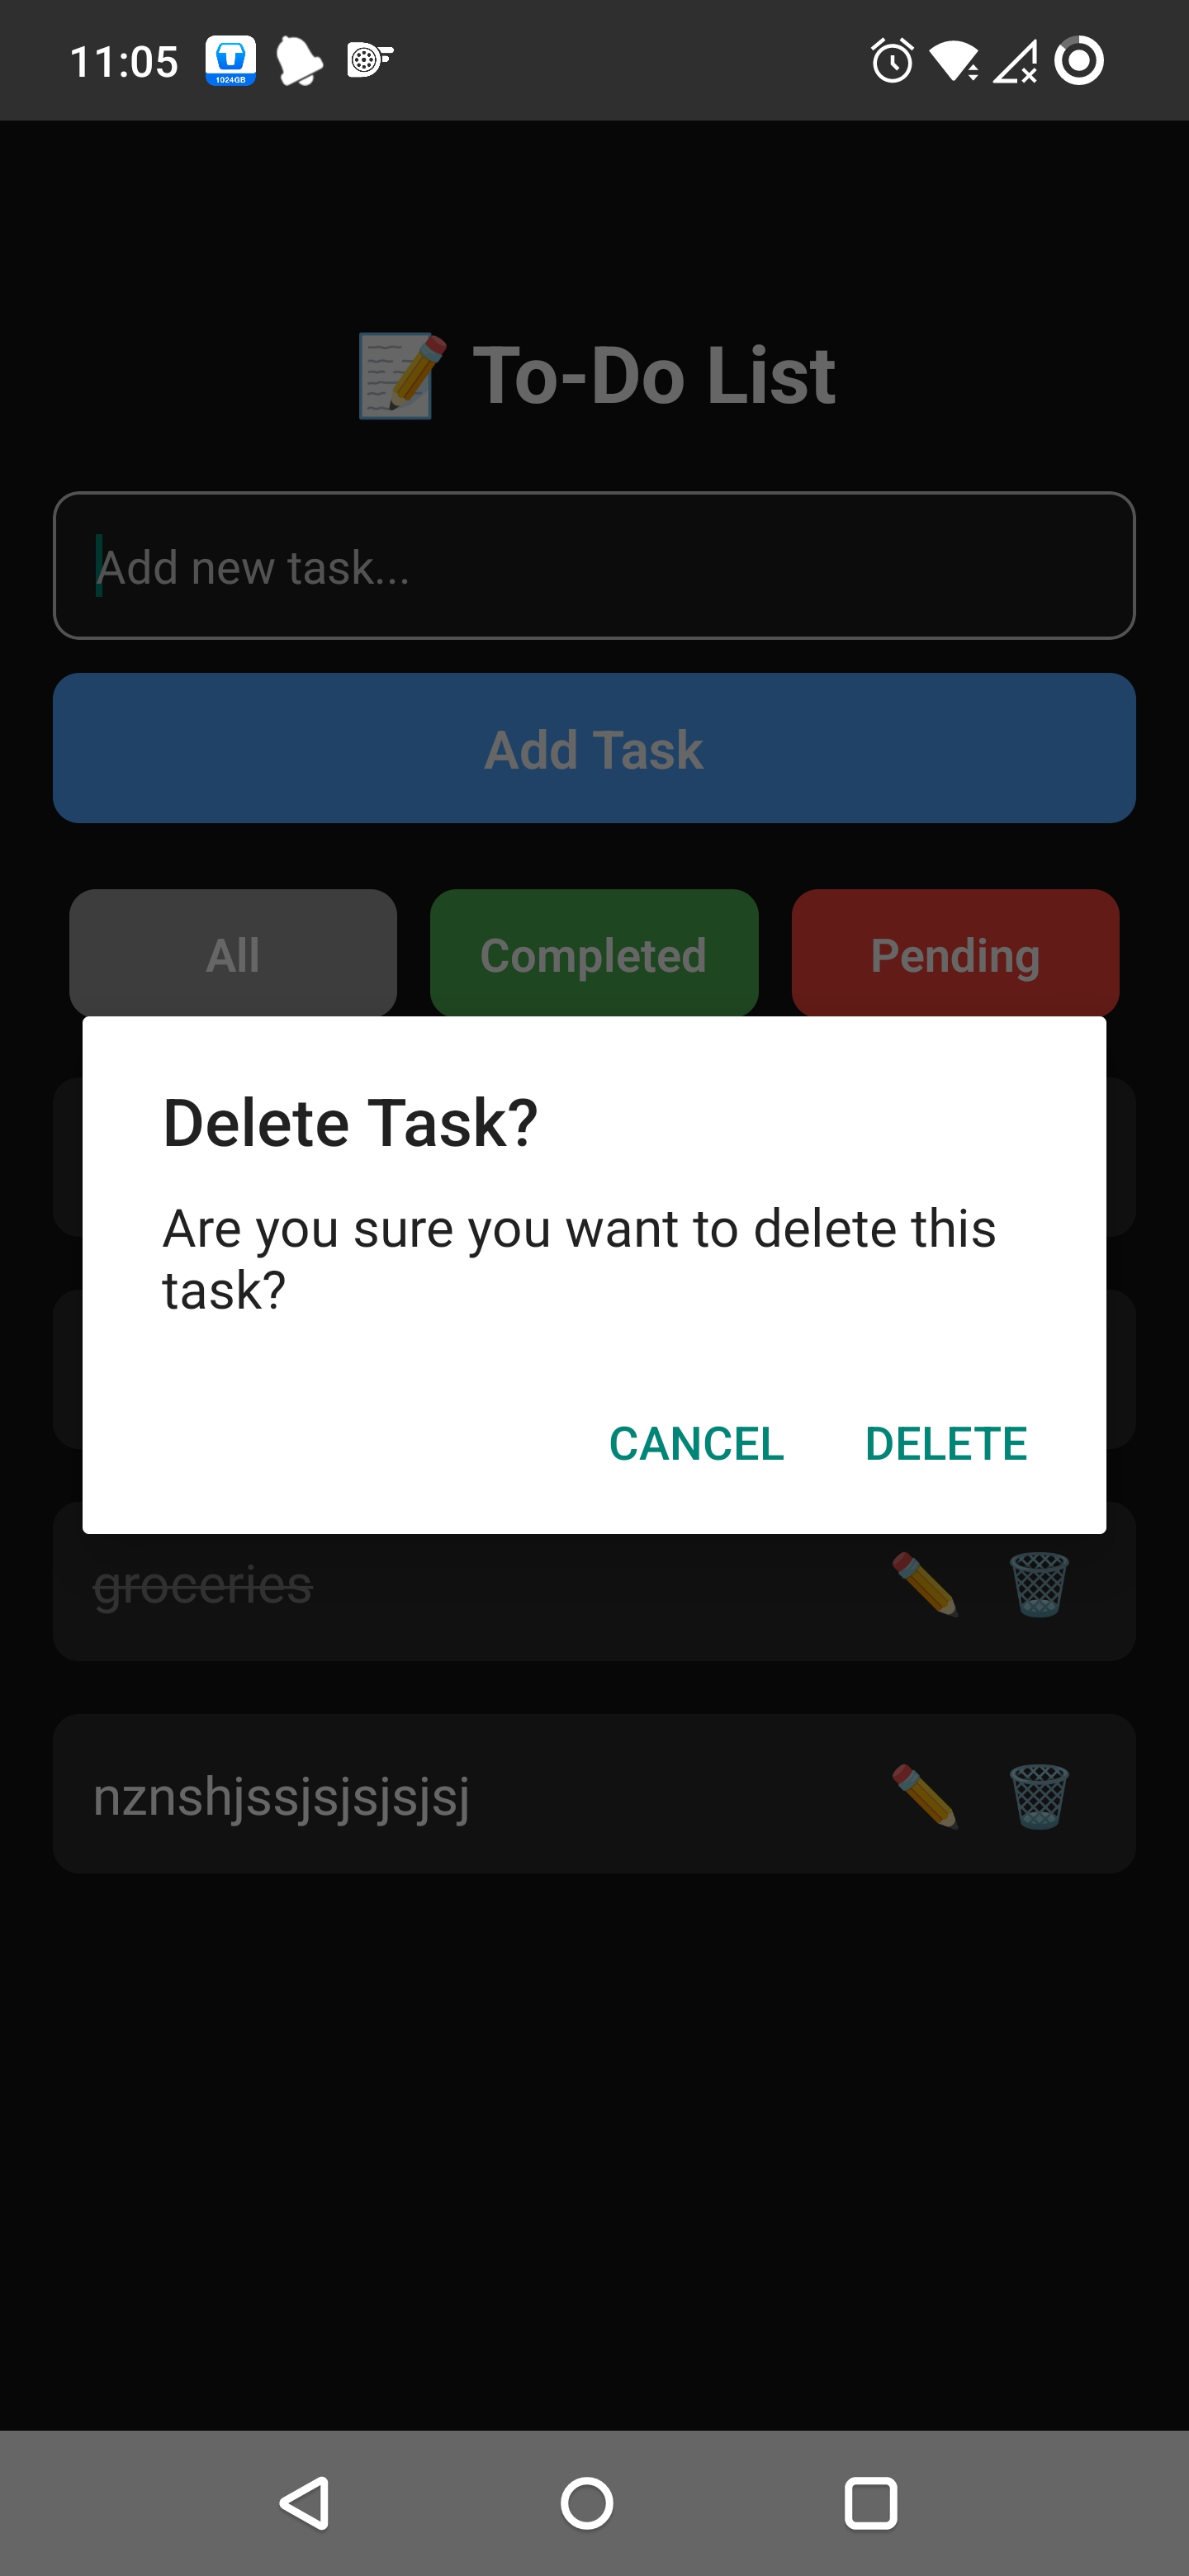 11:05
1024GB
To-Do List
Add new task...
Add Task
All Completed Pending
Delete Task?
Are you sure you want to delete this
task?
CANCEL DELETE
groceries
nznshjssjsjsjsjsj